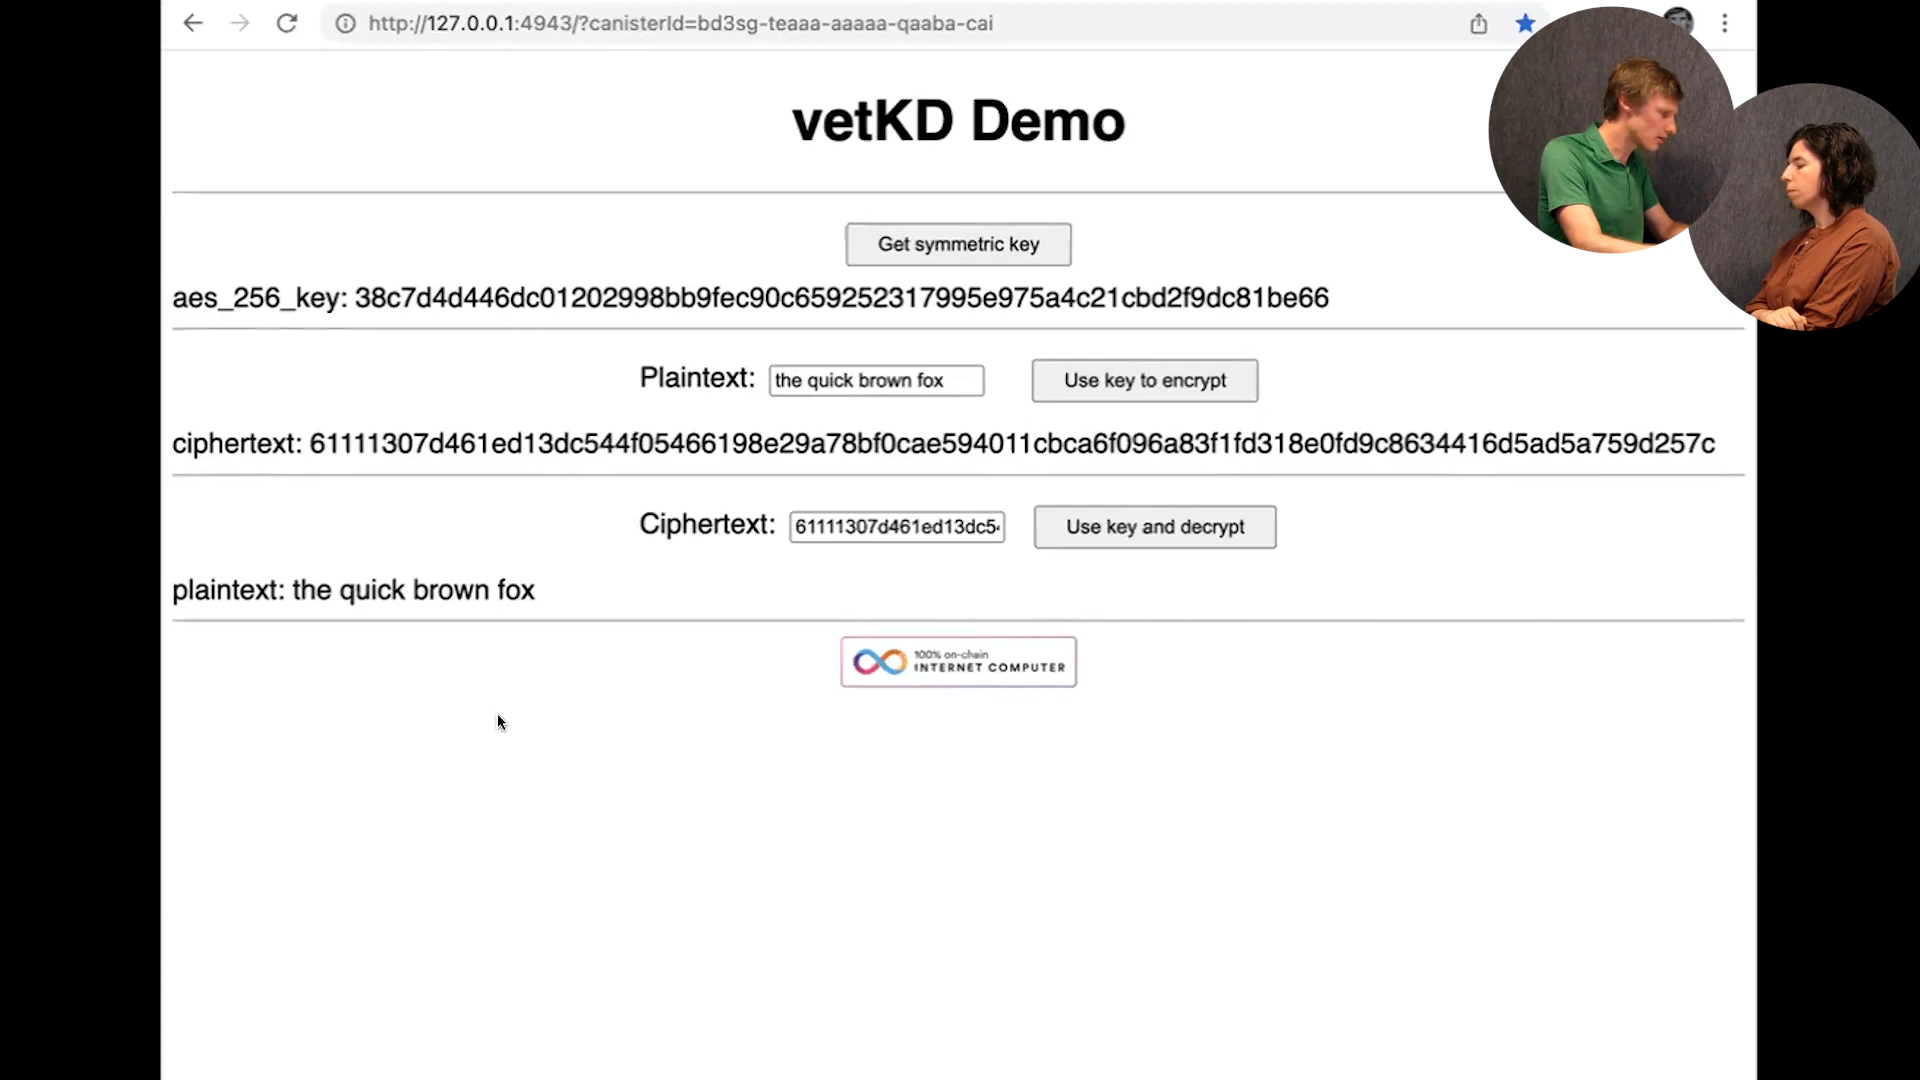 http://127.0.0.1:4943/?canisterId=bd3sg-teaaa-aaaaa-qaaba-cai
vetKD Demo
Get symmetric key
aes_256_key: 38c7d4d446dc01202998bb9fec90c659252317995e975a4c21cbd2f9dc81be66
Plaintext: the quick brown fox Use key to encrypt
ciphertext: 61111307d461ed13dc544f05466198e29a78bf0cae594011cbca6f096a83f1fd318e0fd9c8634416d5ad5a759d257c
Ciphertext: 61111307d461ed13dc5 Use key and decrypt
plaintext: the quick brown fox
100% on-chain
INTERNET COMPUTER